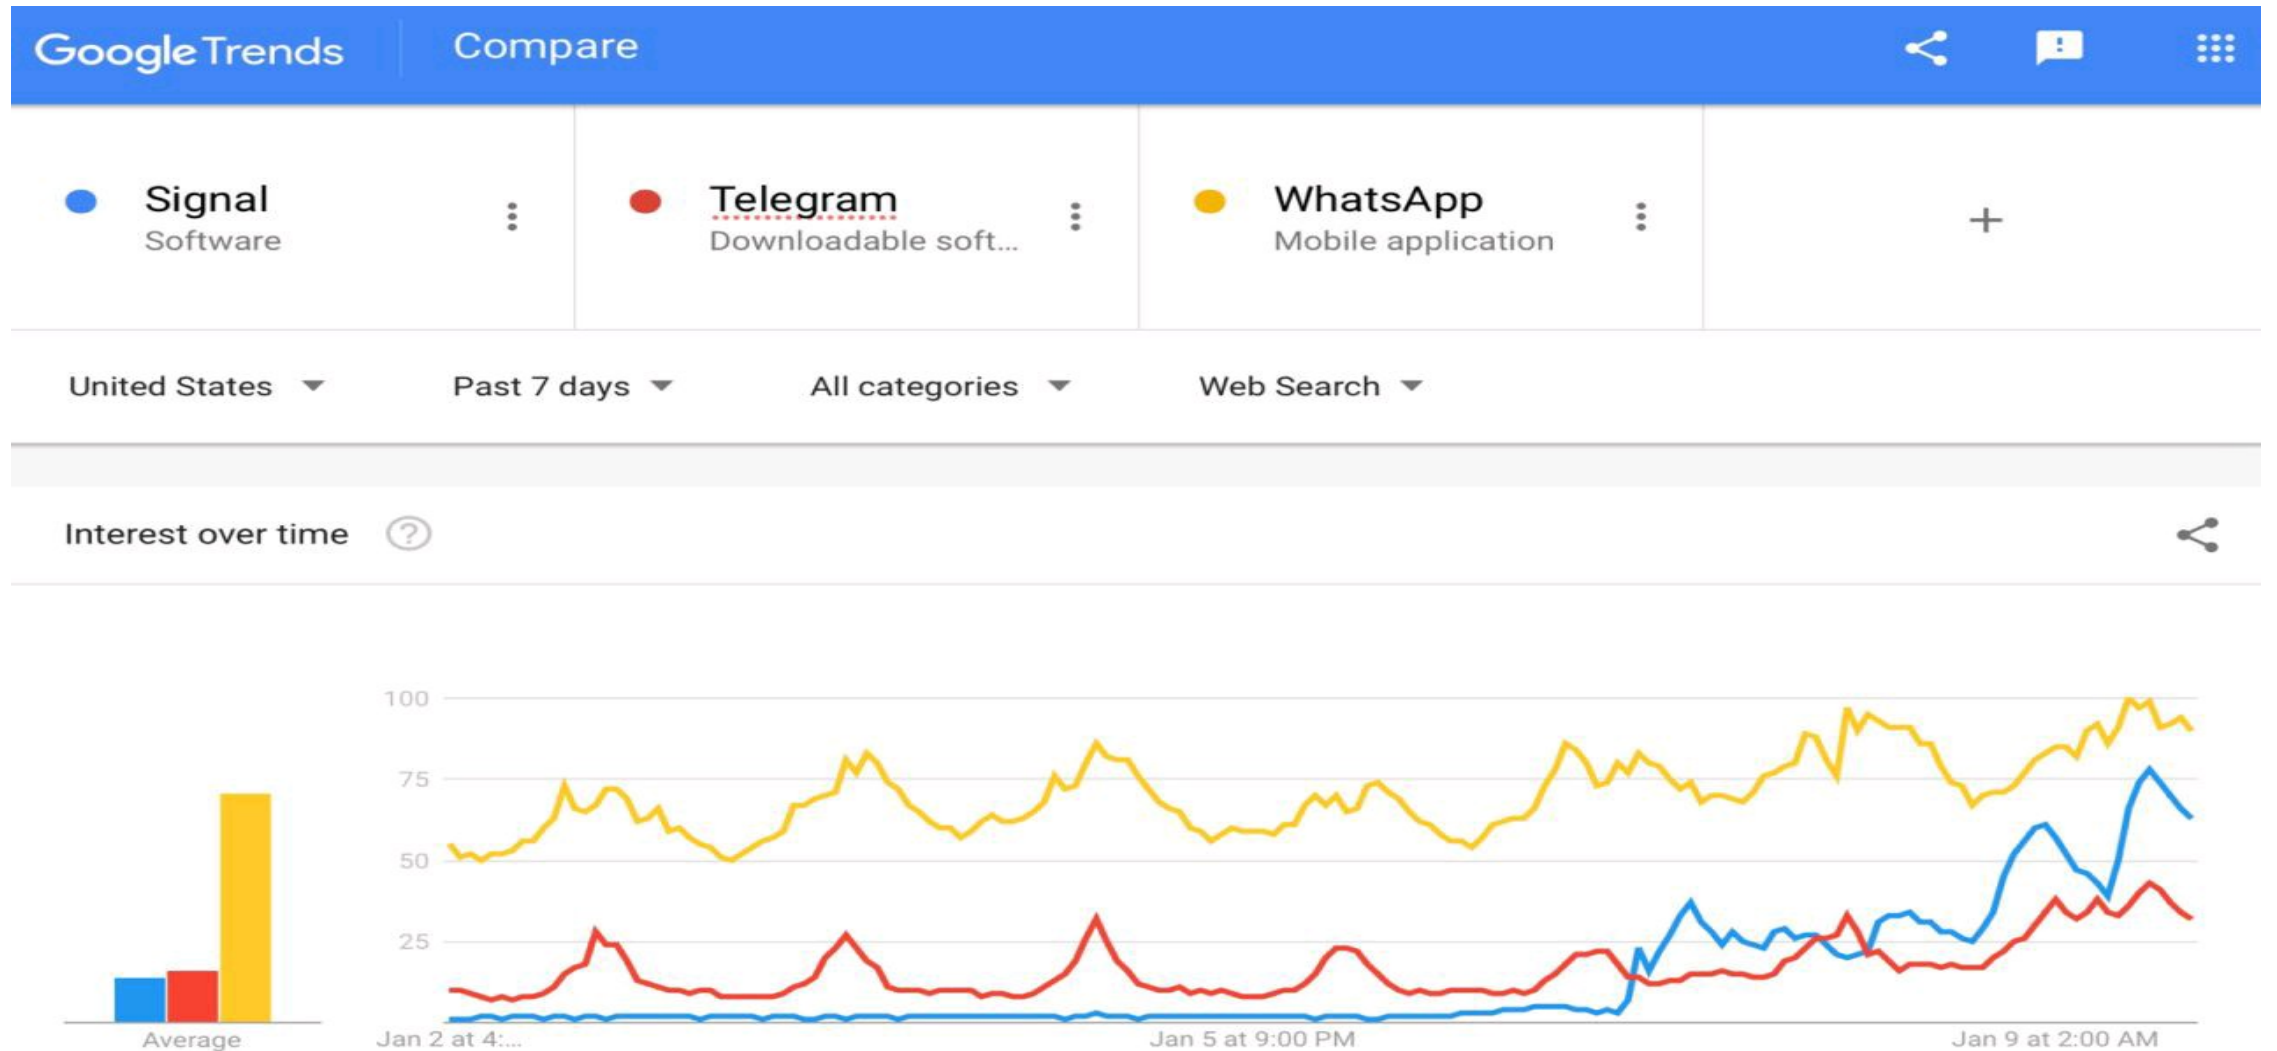 Google Trends Compare
Signal
Software
Telegram
Downloadable soft...
WhatsApp
Mobile application
+
United States Past 7 days All categories Web Search
Interest over time ?
100
75
50
25
Average
Jan 2 at 4:... Jan 5 at 9:00 PM Jan 9 at 2:00 AM